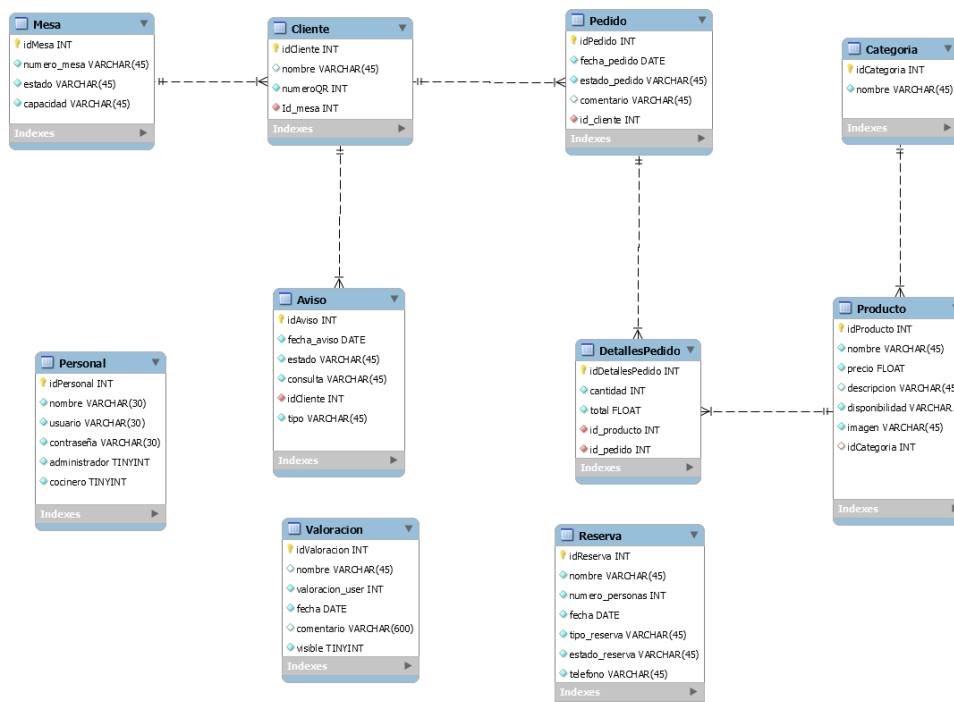 Mesa
idMesa INT
numero_mesa VARCHAR(45)
estado VARCHAR(45)
capacidad VARCHAR(45)
Indexes
Cliente
idCliente INT
nombre VARCHAR(45)
numeroQR INT
Id_mesa INT
Indexes
Pedido
idPedido INT
fecha_pedido DATE
estado_pedido VARCHAR(45)
comentario VARCHAR(45)
id_cliente INT
Indexes
Categoria
idCategoria INT
nombre VARCHAR(45)
Indexes
Aviso
idAviso INT
fecha_aviso DATE
estado VARCHAR(45)
consulta VARCHAR(45)
idCliente INT
tipo VARCHAR(45)
Indexes
Personal
idPersonal INT
nombre VARCHAR(30)
usuario VARCHAR(30)
contraseña VARCHAR(30)
administrador TINYINT
cocinero TINYINT
Indexes
DetallesPedido
idDetallesPedido INT
cantidad INT
total FLOAT
id_producto INT
id_pedido INT
Indexes
Producto
idProducto INT
nombre VARCHAR(45)
precio FLOAT
descripcion VARCHAR(45
disponibilidad VARCHAR
imagen VARCHAR(45)
idCategoria INT
Indexes
Valoracion
idValoracion INT
nombre VARCHAR(45)
valoracion_user INT
fecha DATE
comentario VARCHAR(600)
visible TINYINT
Indexes
Reserva
idReserva INT
nombre VARCHAR(45)
numero_personas INT
fecha DATE
tipo_reserva VARCHAR(45)
estado_reserva VARCHAR(45)
telefono VARCHAR(45)
Indexes